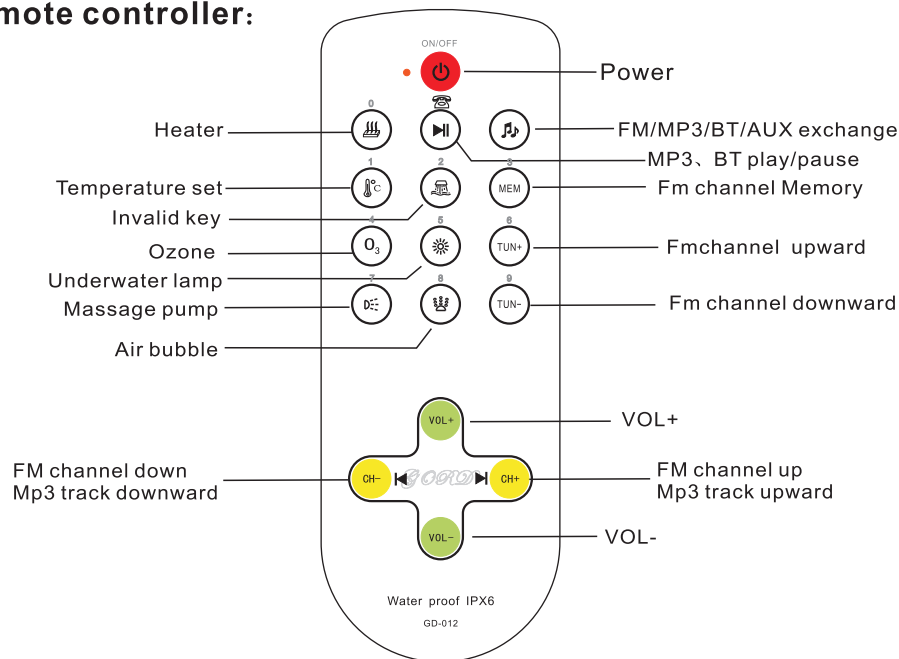 mote controller:
ON/OFF
Power
0
Heater
FM/MP3/BT/AUX exchange
MP3、BT play/pause
1
2
3
Temperature set
°C
MEM
Fm channel Memory
Invalid key
4
5
6
Ozone
O3
TUN+
Fmchannel upward
Underwater lamp
7
8
9
Massage pump
TUN-
Fm channel downward
Air bubble
VOL+
VOL+
FM channel down
Mp3 track downward
CH-
GORD
CH+
FM channel up
Mp3 track upward
VOL-
VOL-
Water proof IPX6
GD-012